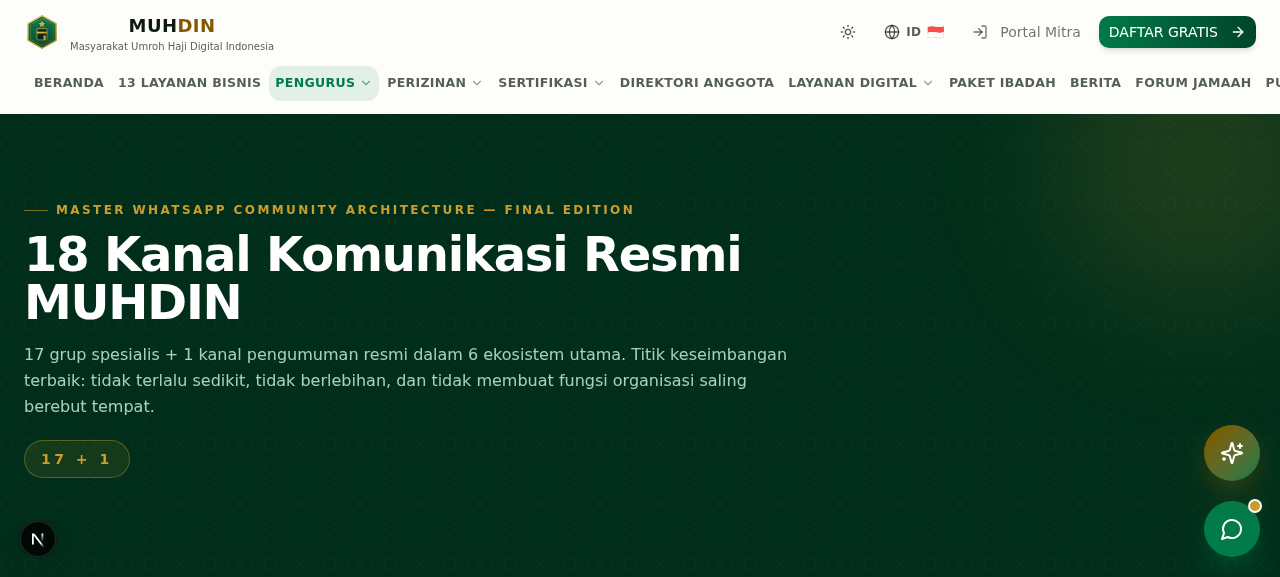 MUHDIN
Masyarakat Umroh Haji Digital Indonesia
ID
Portal Mitra
DAFTAR GRATIS
BERANDA
13 LAYANAN BISNIS
PENGURUS
PERIZINAN
SERTIFIKASI
DIREKTORI ANGGOTA
LAYANAN DIGITAL
PAKET IBADAH
BERITA
FORUM JAMAAH
MASTER WHATSAPP COMMUNITY ARCHITECTURE — FINAL EDITION
18 Kanal Komunikasi Resmi
MUHDIN
17 grup spesialis + 1 kanal pengumuman resmi dalam 6 ekosistem utama. Titik keseimbangan
terbaik: tidak terlalu sedikit, tidak berlebihan, dan tidak membuat fungsi organisasi saling
berebut tempat.
17 + 1
N